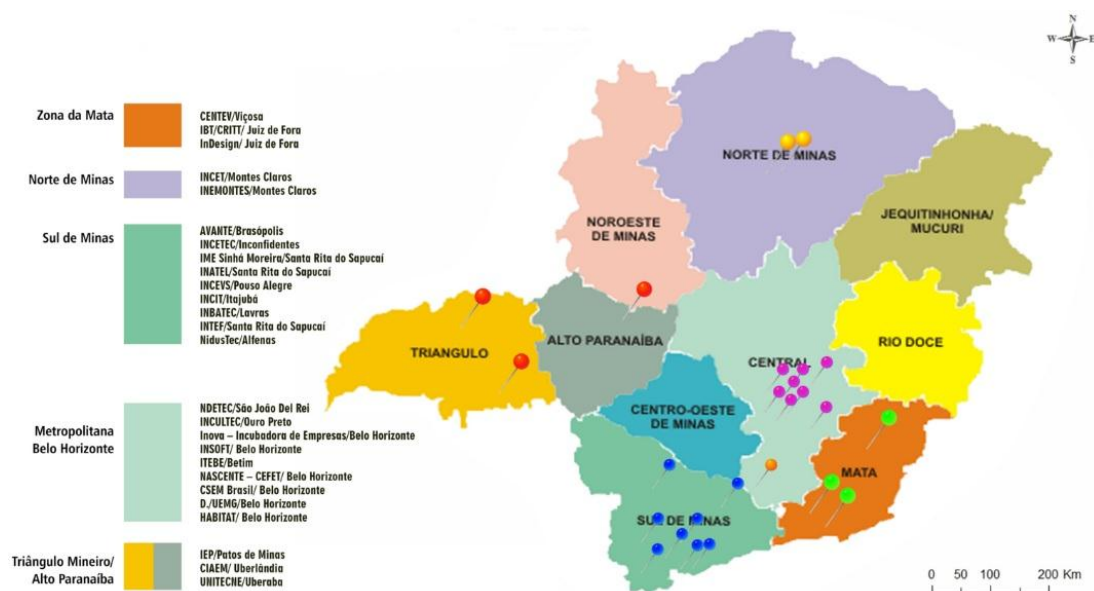 Zona da Mata
CENTEV/Viçosa
IBT/CRITT/ Juiz de Fora
InDesign/ Juiz de Fora
Norte de Minas
INCET/Montes Claros
INEMONTES/Montes Claros
Sul de Minas
AVANTE/Brasópolis
INCETEC/Inconfidentes
IME Sinhá Moreira/Santa Rita do Sapucaí
INATEL/Santa Rita do Sapucaí
INCEVS/Pouso Alegre
INCIT/Itajubá
INBATEC/Lavras
INTEF/Santa Rita do Sapucaí
NidusTec/Alfenas
Metropolitana
Belo Horizonte
NDETEC/São João Del Rei
INCULTEC/Ouro Preto
Inova – Incubadora de Empresas/Belo Horizonte
INSOFT/ Belo Horizonte
ITEBE/Betim
NASCENTE – CEFET/ Belo Horizonte
CSEM Brasil/ Belo Horizonte
D./UEMG/Belo Horizonte
HABITAT/ Belo Horizonte
Triângulo Mineiro/
Alto Paranaíba
IEP/Patos de Minas
CIAEM/ Uberlândia
UNITECNE/Uberaba
N
W E
S
NORTE DE MINAS
JEQUITINHONHA/
MUCURI
NOROESTE
DE MINAS
TRIANGULO
ALTO PARANAÍBA
CENTRAL
RIO DOCE
CENTRO-OESTE
DE MINAS
MATA
SUL DE MINAS
0 50 100 200 Km